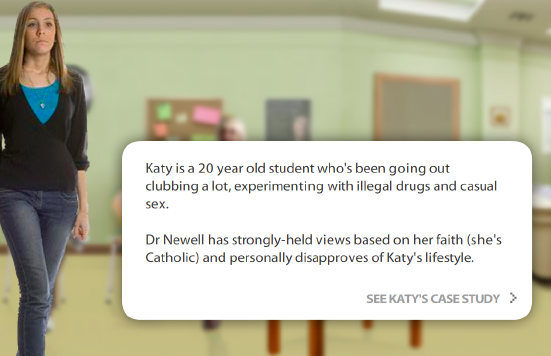 Katy is a 20 year old student who's been going out
clubbing a lot, experimenting with illegal drugs and casual
sex.
Dr Newell has strongly-held views based on her faith (she's
Catholic) and personally disapproves of Katy's lifestyle.
SEE KATY'S CASE STUDY